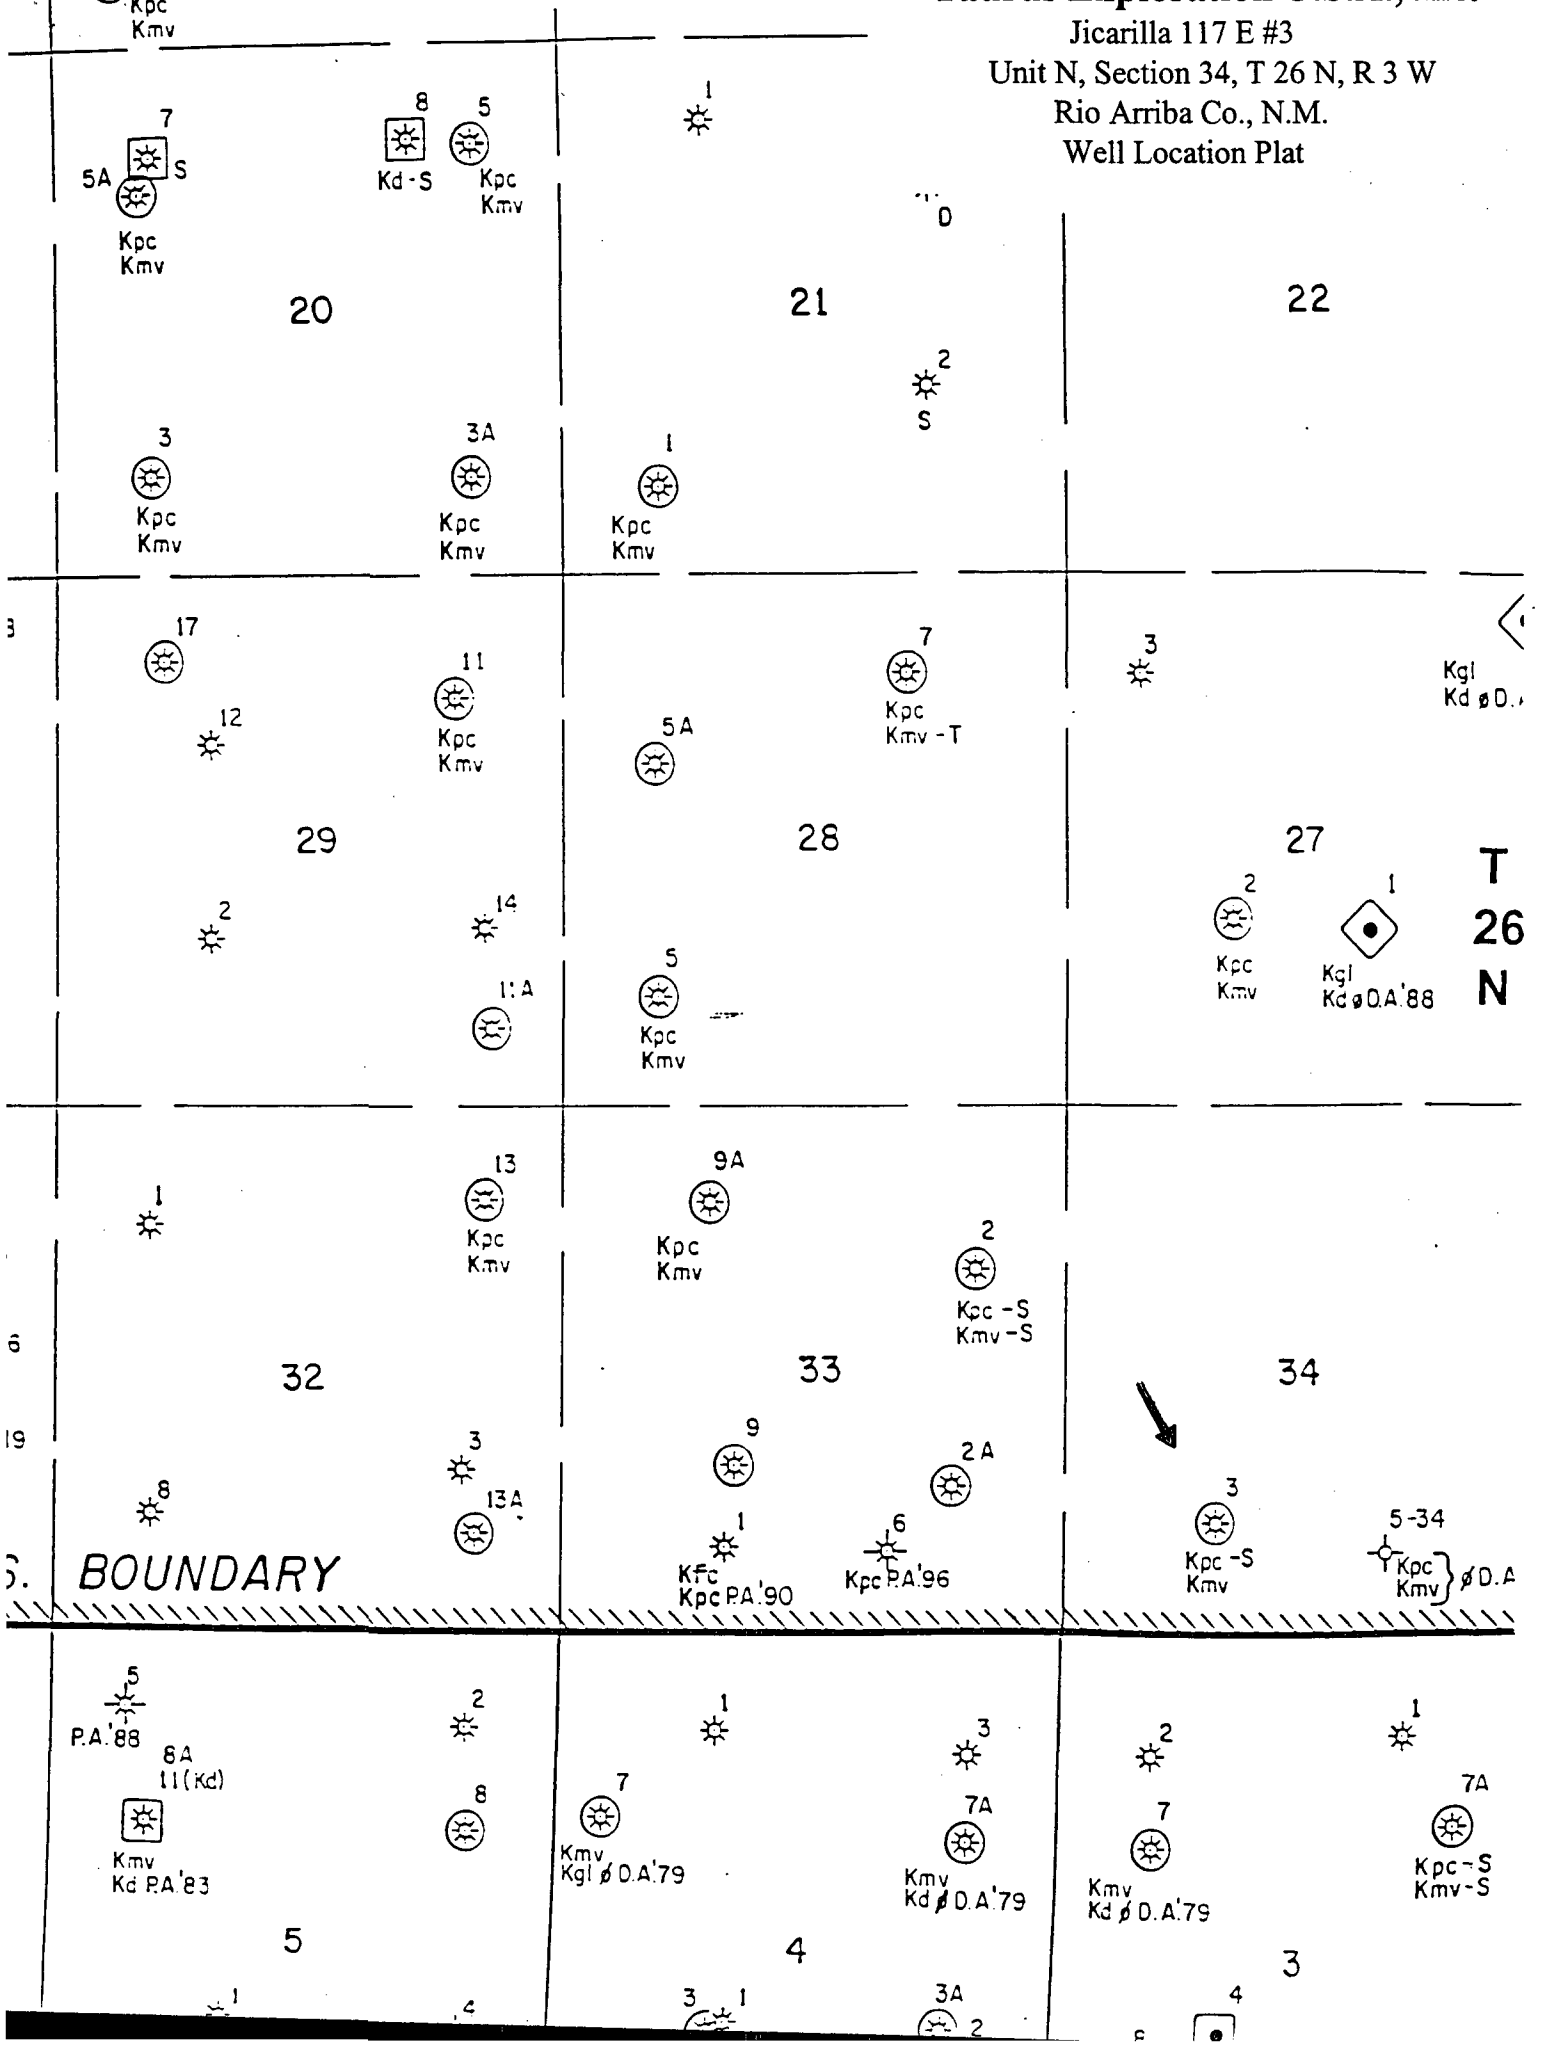 Kpc
Kmv
Jicarilla 117 E #3
Unit N, Section 34, T 26 N, R 3 W
Rio Arriba Co., N.M.
Well Location Plat
7
S
5A
Kpc
Kmv
8
Kd-S
5
Kpc
Kmv
1
D
20
21
22
2
S
3
Kpc
Kmv
3A
Kpc
Kmv
1
Kpc
Kmv
17
11
Kpc
Kmv
12
7
Kpc
Kmv-T
5A
3
Kgl
Kd ø D.
29
28
27
T
26
N
2
14
11A
5
Kpc
Kmv
2
Kpc
Kmv
1
Kgl
Kd ø D.A.'88
1
13
Kpc
Kmv
9A
Kpc
Kmv
2
Kpc-S
Kmv-S
32
33
34
19
8
3
13A
9
2A
1
Kfc
Kpc P.A.'90
6
Kpc P.A.'96
3
Kpc-S
Kmv
5-34
Kpc
Kmv } ø D.A
S. BOUNDARY
5
P.A.'88
8A
11(Kd)
Kmv
Kd P.A.'83
2
8
1
7
Kmv
Kgl ø D.A.'79
3
7A
Kmv
Kd ø D.A.'79
2
7
Kmv
Kd ø D.A.'79
1
7A
Kpc-S
Kmv-S
5
4
3
1
4
3
1
3A
2
4